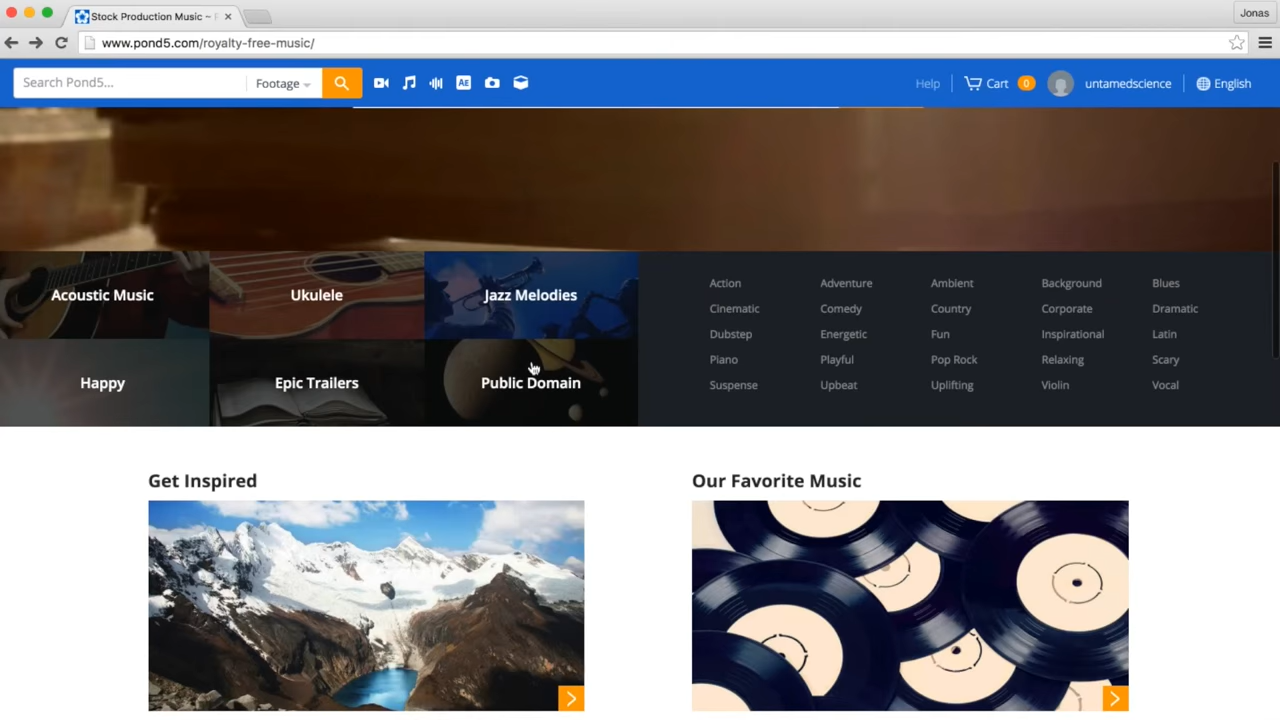 Stock Production Music ~
Jonas
www.pond5.com/royalty-free-music/
Search Pond5...
Footage
AE
Help
Cart
0
untamedscience
English
Acoustic Music
Ukulele
Jazz Melodies
Happy
Epic Trailers
Public Domain
Action Adventure Ambient Background Blues
Cinematic Comedy Country Corporate Dramatic
Dubstep Energetic Fun Inspirational Latin
Piano Playful Pop Rock Relaxing Scary
Suspense Upbeat Uplifting Violin Vocal
Get Inspired
Our Favorite Music